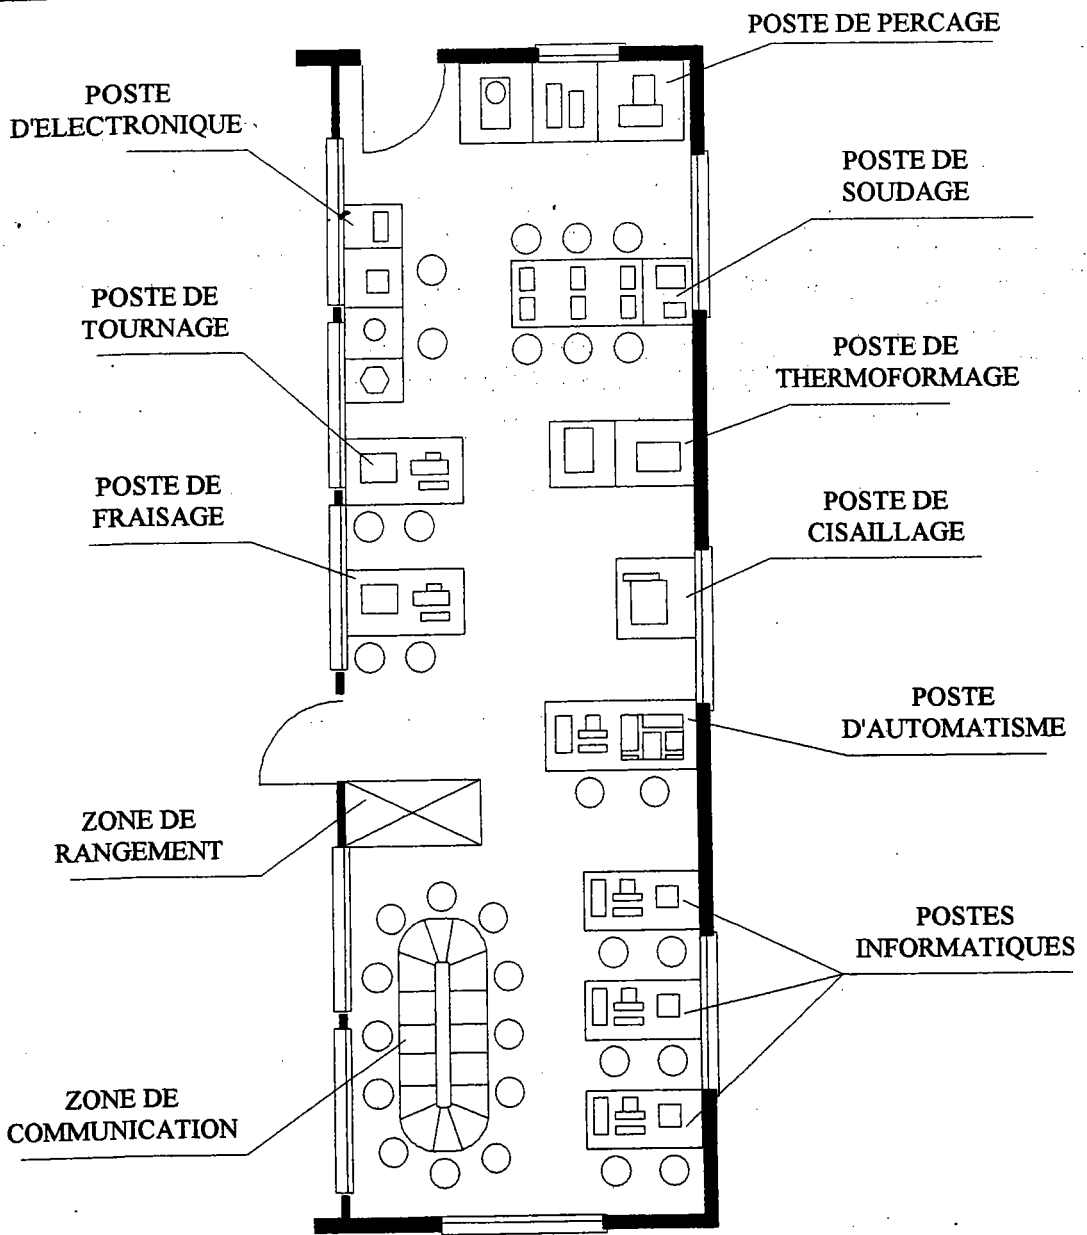 POSTE DE PERCAGE
POSTE
D'ELECTRONIQUE
POSTE DE
SOUDAGE
POSTE DE
TOURNAGE
POSTE DE
THERMOFORMAGE
POSTE DE
FRAISAGE
POSTE DE
CISAILLAGE
POSTE
D'AUTOMATISME
ZONE DE
RANGEMENT
POSTES
INFORMATIQUES
ZONE DE
COMMUNICATION